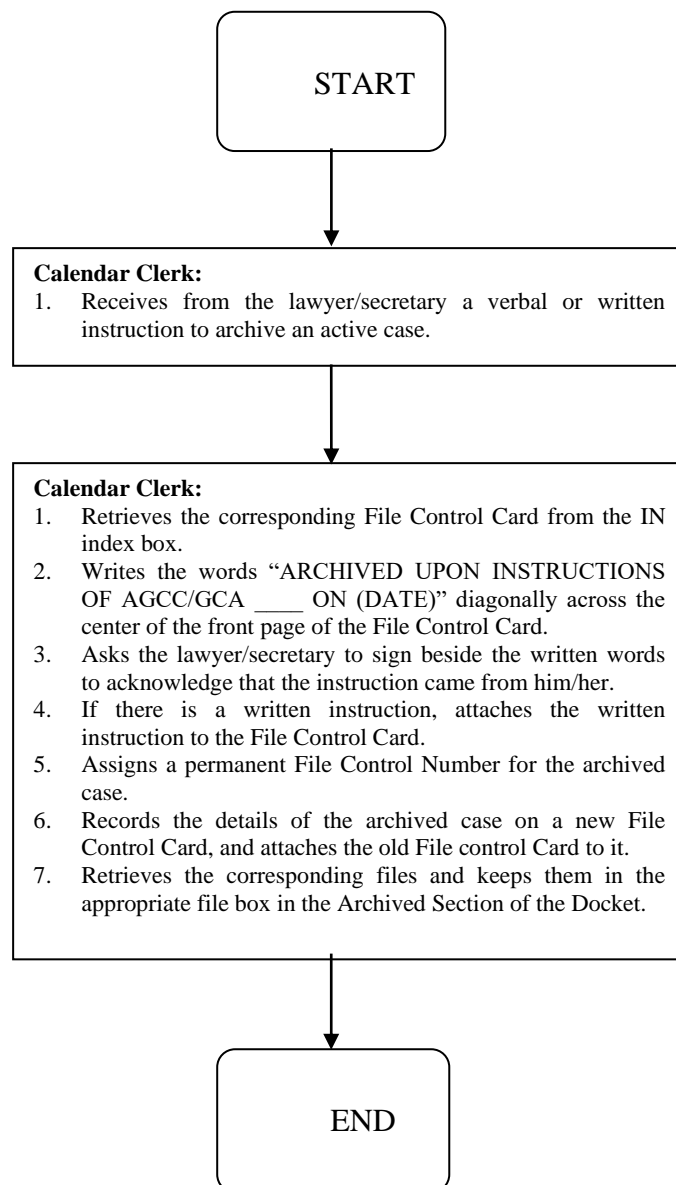 START
Calendar Clerk:
1. Receives from the lawyer/secretary a verbal or written
instruction to archive an active case.
Calendar Clerk:
1. Retrieves the corresponding File Control Card from the IN
index box.
2. Writes the words “ARCHIVED UPON INSTRUCTIONS
OF AGCC/GCA ____ ON (DATE)” diagonally across the
center of the front page of the File Control Card.
3. Asks the lawyer/secretary to sign beside the written words
to acknowledge that the instruction came from him/her.
4. If there is a written instruction, attaches the written
instruction to the File Control Card.
5. Assigns a permanent File Control Number for the archived
case.
6. Records the details of the archived case on a new File
Control Card, and attaches the old File control Card to it.
7. Retrieves the corresponding files and keeps them in the
appropriate file box in the Archived Section of the Docket.
END